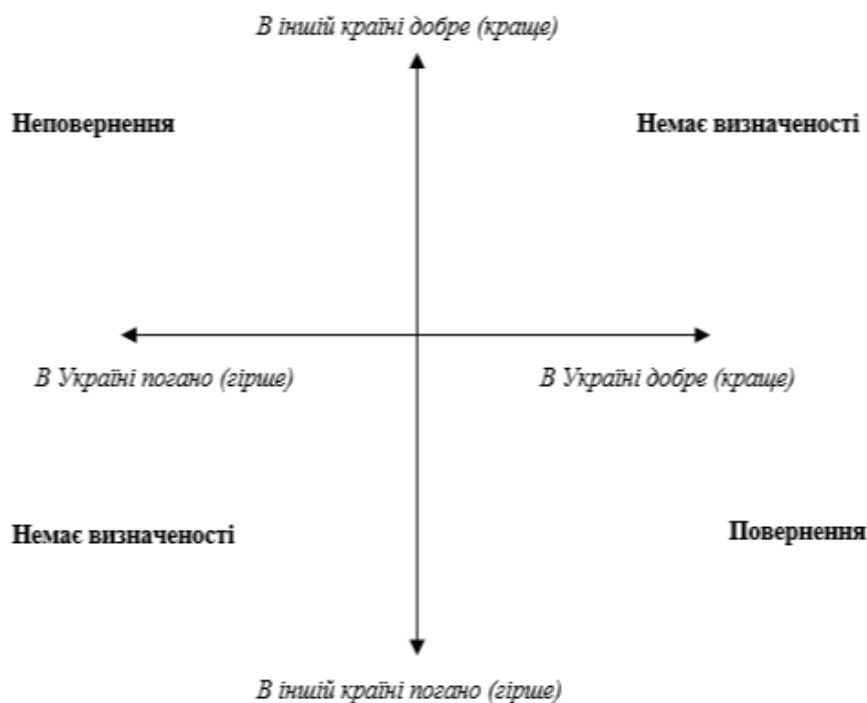 В іншій країні добре (краще)
Неповернення
Немає визначеності
В Україні погано (гірше)
В Україні добре (краще)
Немає визначеності
Повернення
В іншій країні погано (гірше)